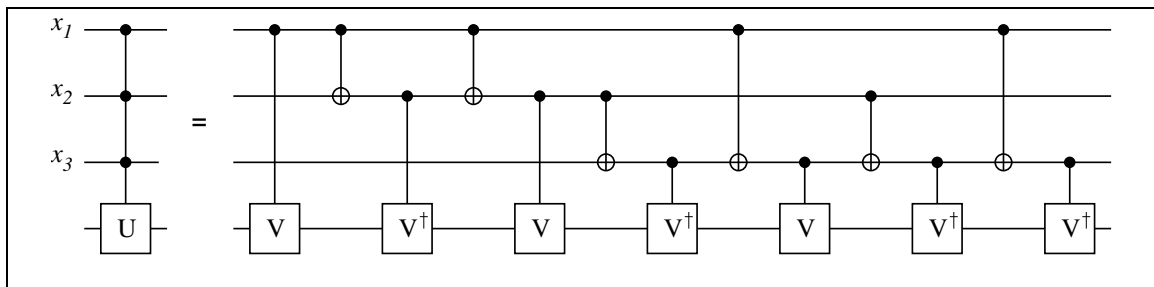 x1
x2
=
x3
U V V† V V† V V† V†